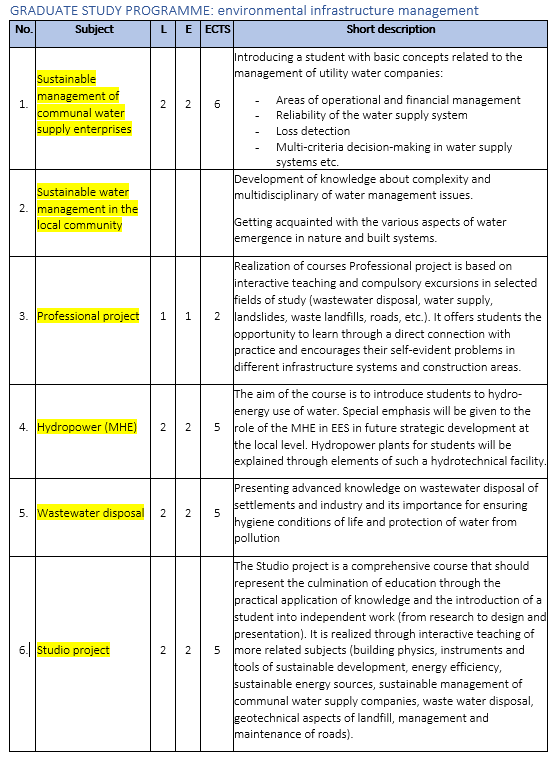 GRADUATE STUDY PROGRAMME: environmental infrastructure management
No. Subject L E ECTS Short description
1. Sustainable management of communal water supply enterprises 2 2 6
Introducing a student with basic concepts related to the
management of utility water companies:
- Areas of operational and financial management
- Reliability of the water supply system
- Loss detection
- Multi-criteria decision-making in water supply
systems etc.
2. Sustainable water management in the local community
Development of knowledge about complexity and
multidisciplinary of water management issues.
Getting acquainted with the various aspects of water
emergence in nature and built systems.
3. Professional project 1 1 2
Realization of courses Professional project is based on
interactive teaching and compulsory excursions in selected
fields of study (wastewater disposal, water supply,
landslides, waste landfills, roads, etc.). It offers students the
opportunity to learn through a direct connection with
practice and encourages their self-evident problems in
different infrastructure systems and construction areas.
4. Hydropower (MHE) 2 2 5
The aim of the course is to introduce students to hydro-
energy use of water. Special emphasis will be given to the
role of the MHE in EES in future strategic development at
the local level. Hydropower plants for students will be
explained through elements of such a hydrotechnical facility.
5. Wastewater disposal 2 2 5
Presenting advanced knowledge on wastewater disposal of
settlements and industry and its importance for ensuring
hygiene conditions of life and protection of water from
pollution
6. Studio project 2 2 5
The Studio project is a comprehensive course that should
represent the culmination of education through the
practical application of knowledge and the introduction of a
student into independent work (from research to design and
presentation). It is realized through interactive teaching of
more related subjects (building physics, instruments and
tools of sustainable development, energy efficiency,
sustainable energy sources, sustainable management of
communal water supply companies, waste water disposal,
geotechnical aspects of landfill, management and
maintenance of roads).